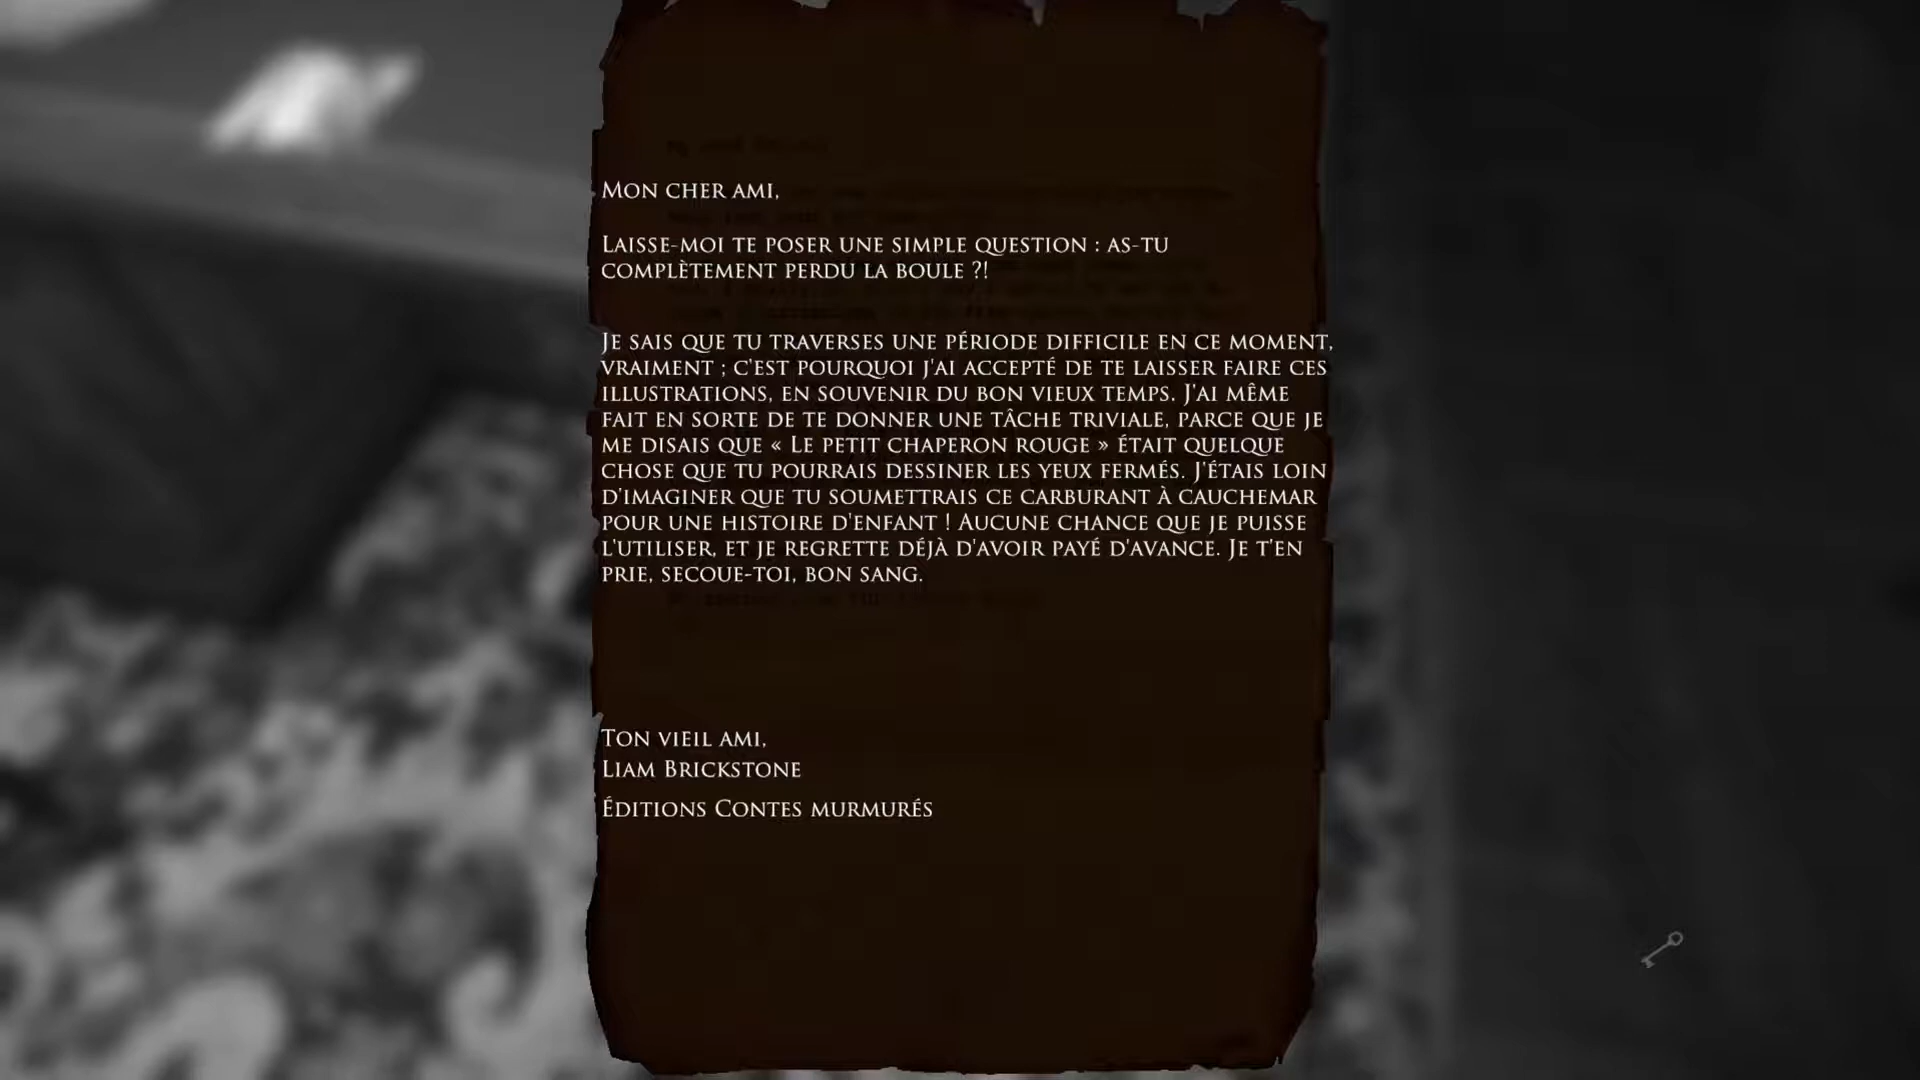 Mon cher ami,
Laisse-moi te poser une simple question : as-tu
complètement perdu la boule ?!
Je sais que tu traverses une période difficile en ce moment,
vraiment ; c'est pourquoi j'ai accepté de te laisser faire ces
illustrations, en souvenir du bon vieux temps. J'ai même
fait en sorte de te donner une tâche triviale, parce que je
me disais que « Le petit chaperon rouge » était quelque
chose que tu pourrais dessiner les yeux fermés. J'étais loin
d'imaginer que tu soumettrais ce carburant à cauchemar
pour une histoire d'enfant ! Aucune chance que je puisse
l'utiliser, et je regrette déjà d'avoir payé d'avance. Je t'en
prie, secoue-toi, bon sang.
Ton vieil ami,
Liam Brickstone
Éditions Contes murmurés